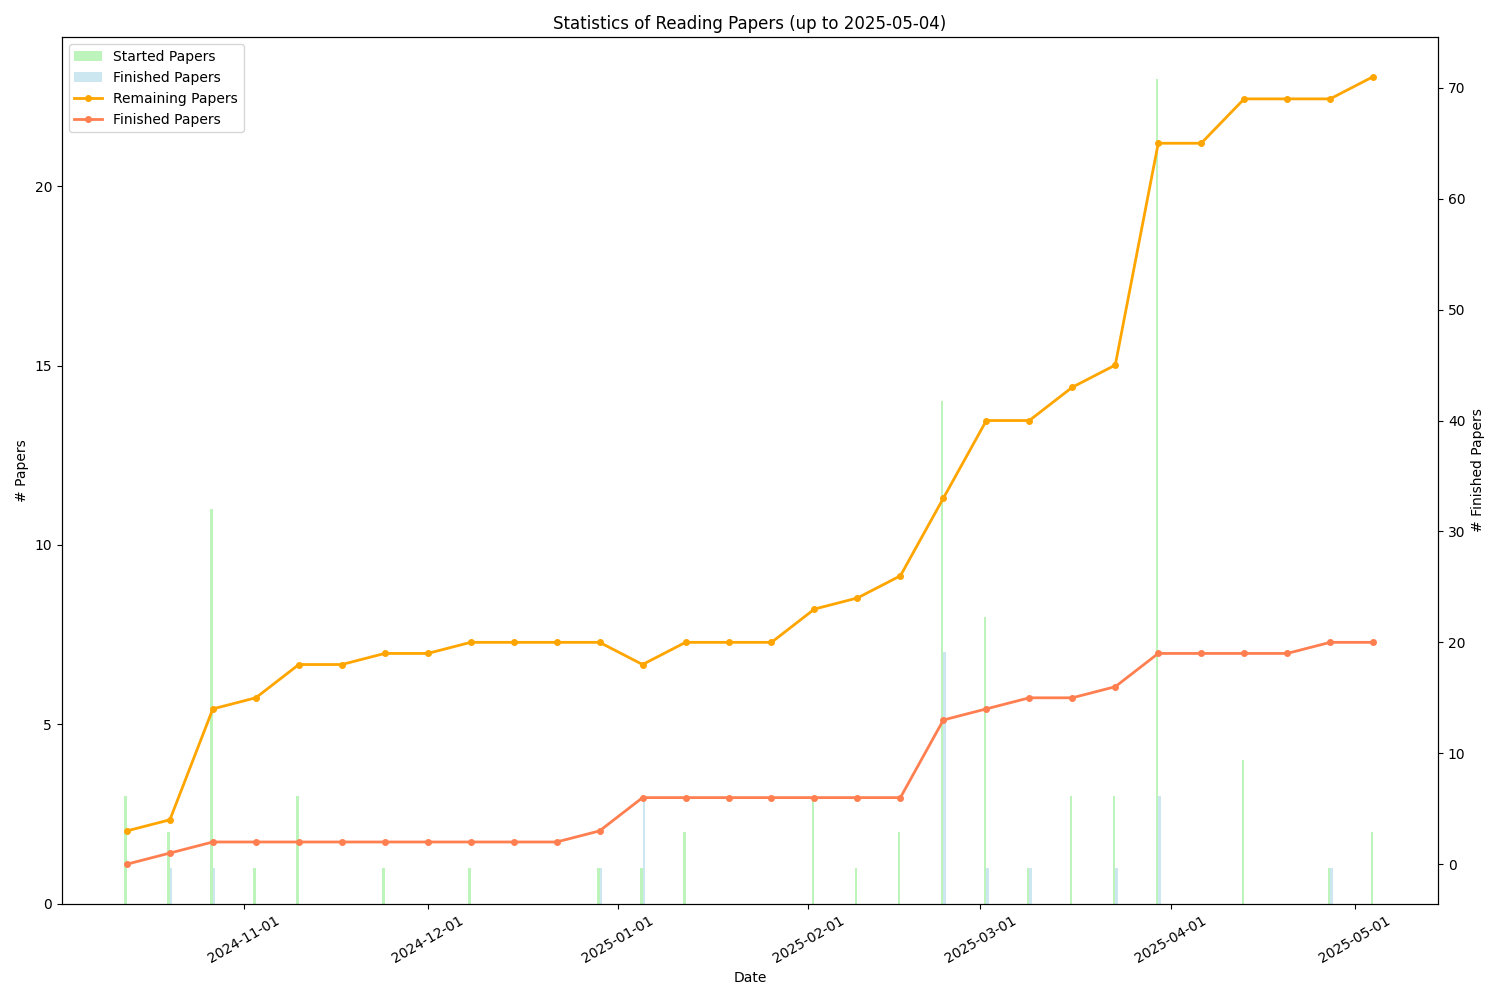 Statistics of Reading Papers (up to 2025-05-04)
Started Papers
Finished Papers
Remaining Papers
Finished Papers
# Papers
20
15
10
5
0
70
60
50
40
30
20
10
0
# Finished Papers
2024-11-01
2024-12-01
2025-01-01
2025-02-01
2025-03-01
2025-04-01
2025-05-01
Date